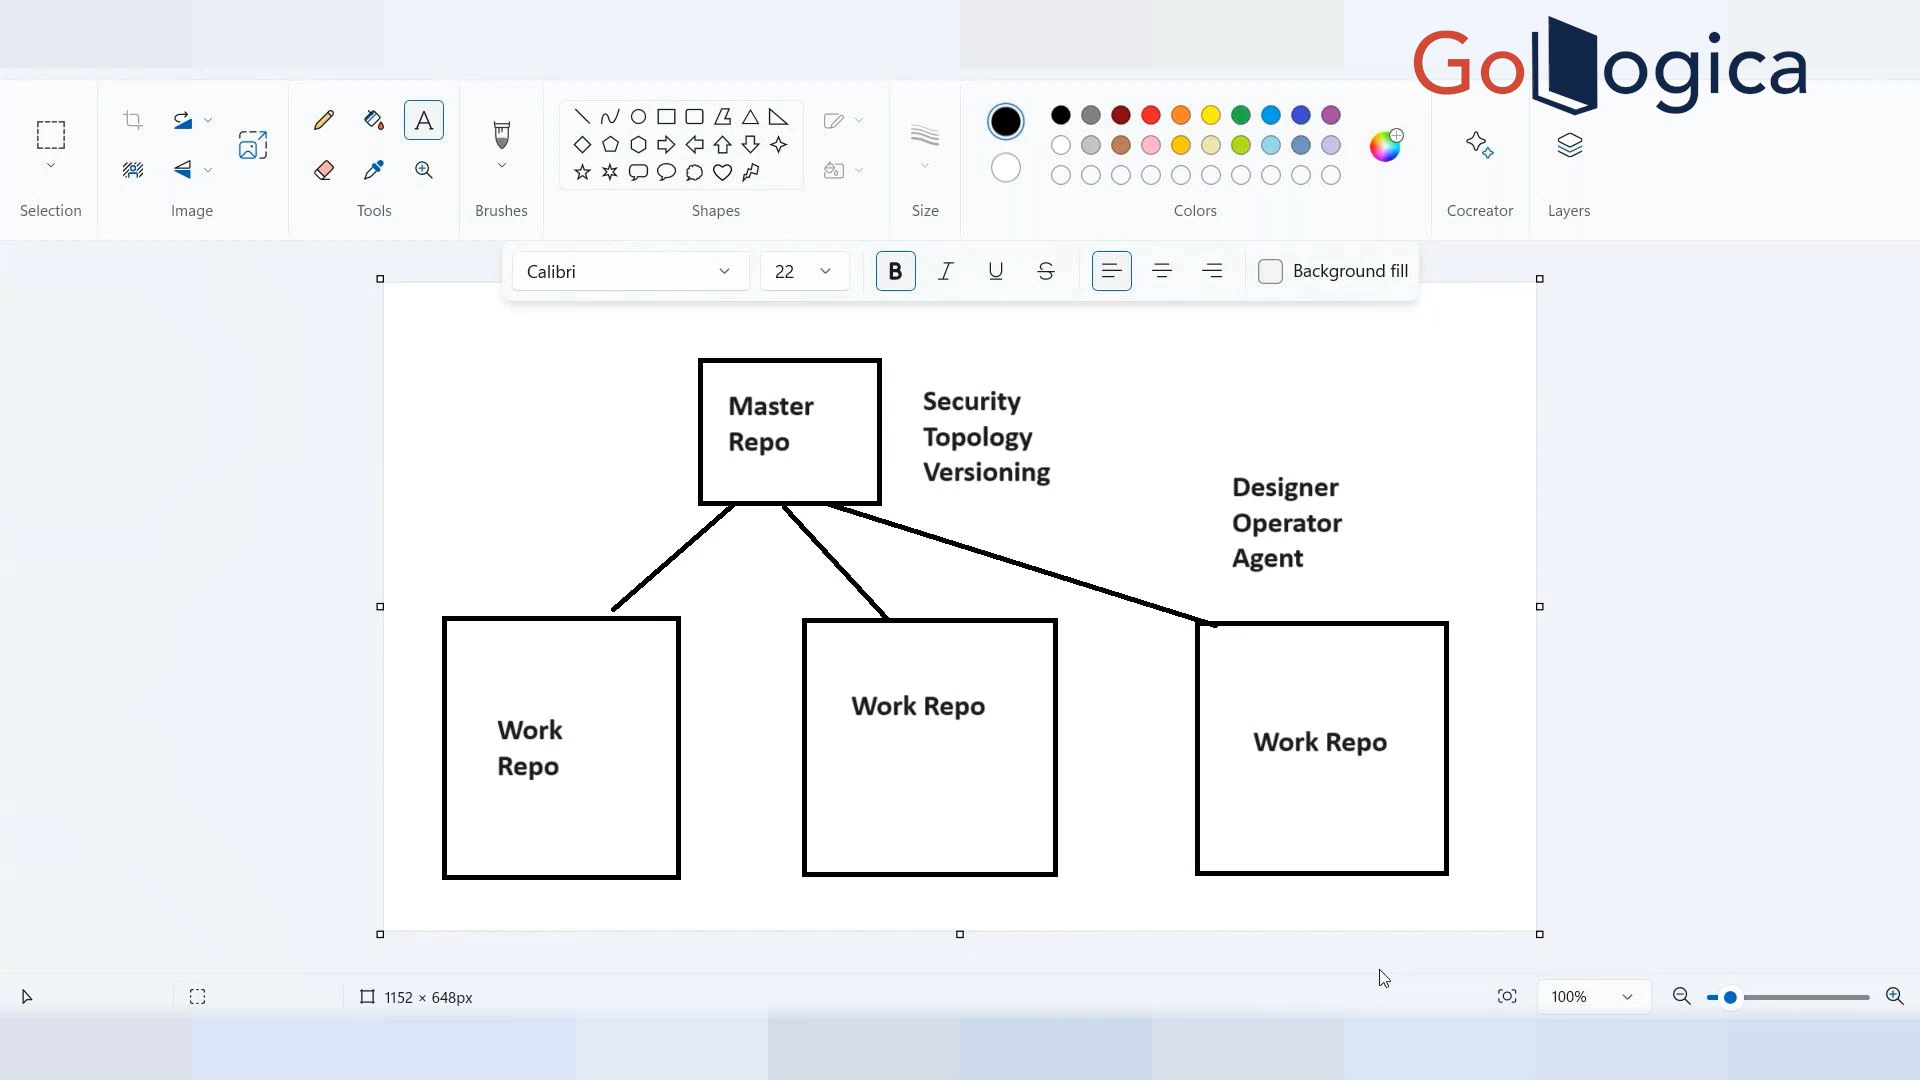 GoLogica
Selection
Image
Tools
Brushes
Shapes
Size
Colors
Cocreator
Layers
Calibri
22
B
I
U
S
Background fill
Master
Repo
Security
Topology
Versioning
Designer
Operator
Agent
Work
Repo
Work Repo
Work Repo
1152 × 648px
100%